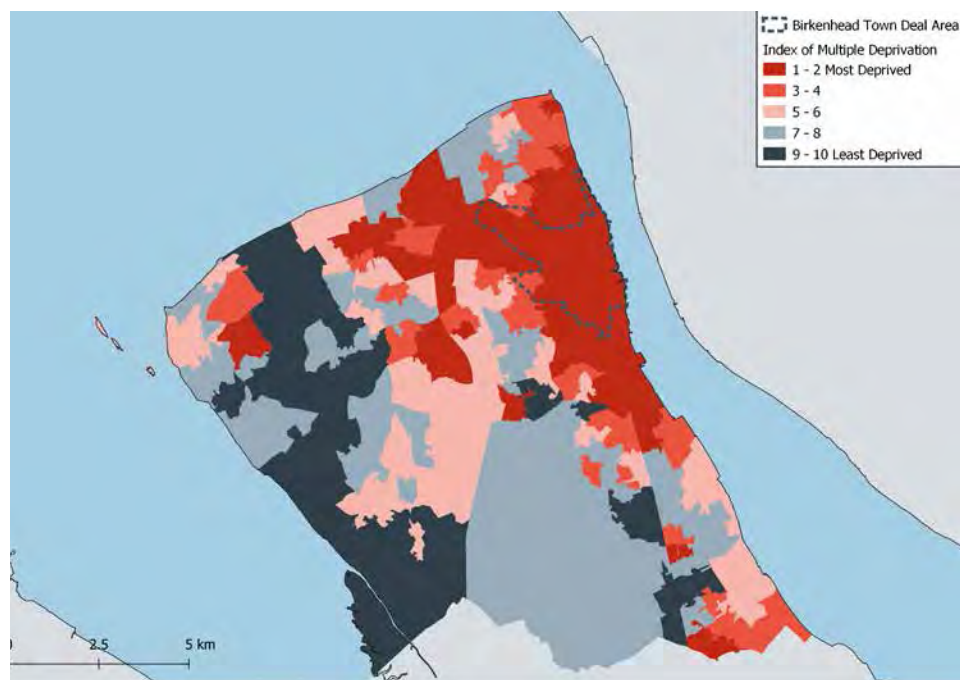 Birkenhead Town Deal Area
Index of Multiple Deprivation
1 - 2 Most Deprived
3 - 4
5 - 6
7 - 8
9 - 10 Least Deprived
2.5
5 km